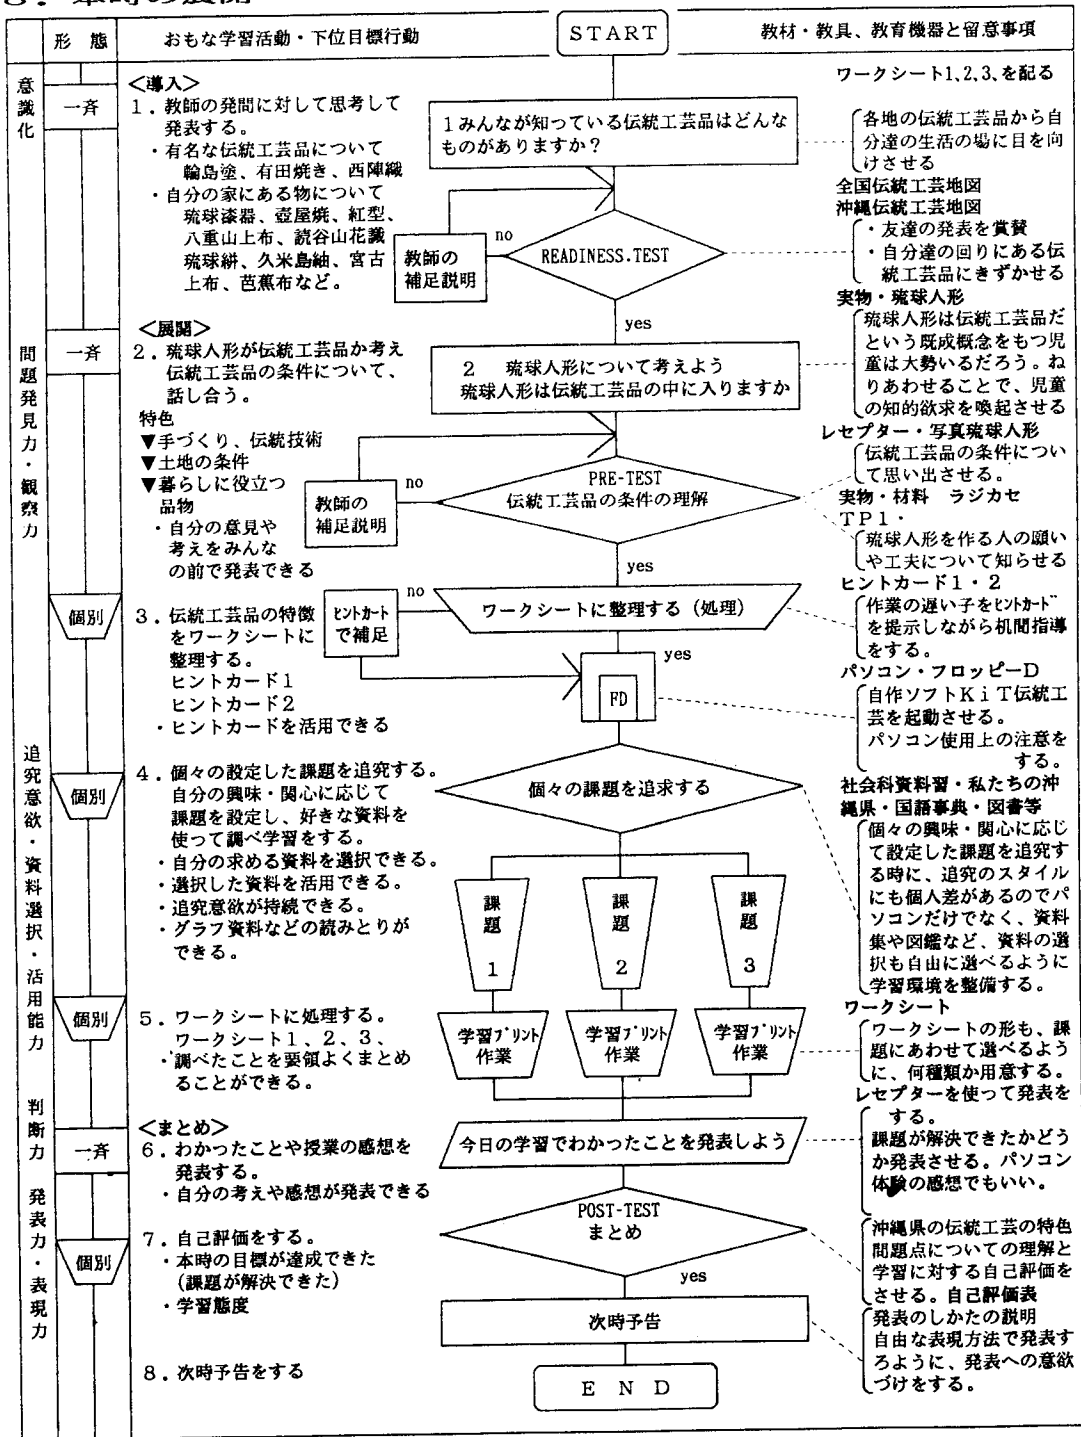 形 態
おもな学習活動・下位目標行動
START
教材・教具、教育機器と留意事項
意識化
一斉
<導入>
1．教師の発問に対して思考して
発表する。
・有名な伝統工芸品について
輪島塗、有田焼き、西陣織
・自分の家にある物について
琉球漆器、壺屋焼、紅型、
八重山上布、読谷山花織
琉球絣、久米島紬、宮古
上布、芭蕉布など。
1みんなが知っている伝統工芸品はどんな
ものがありますか？
no
教師の
補足説明
READINESS.TEST
yes
ワークシート1,2,3,を配る
各地の伝統工芸品から自
分達の生活の場に目を向
けさせる
全国伝統工芸地図
沖縄伝統工芸地図
・友達の発表を賞賛
・自分達の回りにある伝
統工芸品にきずかせる
実物・琉球人形
琉球人形は伝統工芸品だ
という既成概念をもつ児
童は大勢いるだろう。ね
りあわせることで、児童
の知的欲求を喚起させる
問題発見力・観察力
一斉
<展開>
2．琉球人形が伝統工芸品か考え
伝統工芸品の条件について、
話し合う。
特色
▼手づくり、伝統技術
▼土地の条件
▼暮らしに役立つ
品物
・自分の意見や
考えをみんな
の前で発表できる
2　琉球人形について考えよう
琉球人形は伝統工芸品の中に入りますか
no
教師の
補足説明
PRE-TEST
伝統工芸品の条件の理解
yes
レセプター・写真琉球人形
伝統工芸品の条件につい
て思い出させる。
実物・材料　ラジカセ
TP1・
琉球人形を作る人の願い
や工夫について知らせる
個別
3．伝統工芸品の特徴
をワークシートに
整理する。
ヒントカード1
ヒントカード2
・ヒントカードを活用できる
no
ヒントカート
で補足
ワークシートに整理する（処理）
yes
FD
ヒントカード1・2
作業の遅い子をヒントカード
を提示しながら机間指導
をする。
パソコン・フロッピーD
自作ソフトKiT伝統工
芸を起動させる。
パソコン使用上の注意を
する。
追究意欲・資料選択・活用能力
個別
4．個々の設定した課題を追究する。
自分の興味・関心に応じて
課題を設定し、好きな資料を
使って調べ学習をする。
・自分の求める資料を選択できる。
・選択した資料を活用できる。
・追究意欲が持続できる。
・グラフ資料などの読みとりが
できる。
個々の課題を追求する
課題1
課題2
課題3
社会科資料習・私たちの沖
縄県・国語事典・図書等
個々の興味・関心に応じ
て設定した課題を追究す
る時に、追究のスタイル
にも個人差があるのでパ
ソコンだけでなく、資料
集や図鑑など、資料の選
択も自由に選べるように
学習環境を整備する。
個別
5．ワークシートに処理する。
ワークシート1、2、3、
・調べたことを要領よくまとめ
ることができる。
学習プリント
作業
学習プリント
作業
学習プリント
作業
ワークシート
ワークシートの形も、課
題にあわせて選べるよう
に、何種類か用意する。
判断力
一斉
<まとめ>
6．わかったことや授業の感想を
発表する。
・自分の考えや感想が発表できる
今日の学習でわかったことを発表しよう
レセプターを使って発表を
する。
課題が解決できたかどう
か発表させる。パソコン
体験の感想でもいい。
発表力・表現力
個別
7．自己評価をする。
・本時の目標が達成できた
(課題が解決できた)
・学習態度
POST-TEST
まとめ
yes
沖縄県の伝統工芸の特色
問題点についての理解と
学習に対する自己評価を
させる。自己評価表
次時予告
発表のしかたの説明
自由な表現方法で発表す
ろように、発表への意欲
づけをする。
8．次時予告をする
END